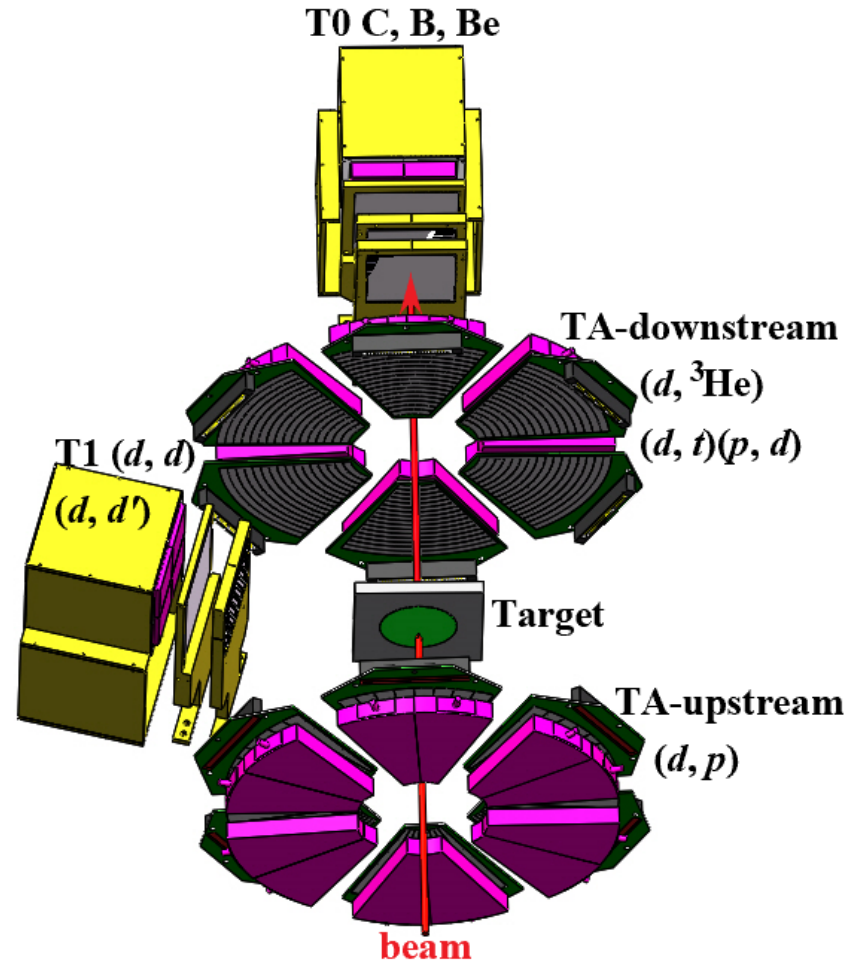 T0 C, B, Be
TA-downstream
(d, ³He)
(d, t)(p, d)
T1 (d, d)
(d, d')
Target
TA-upstream
(d, p)
beam